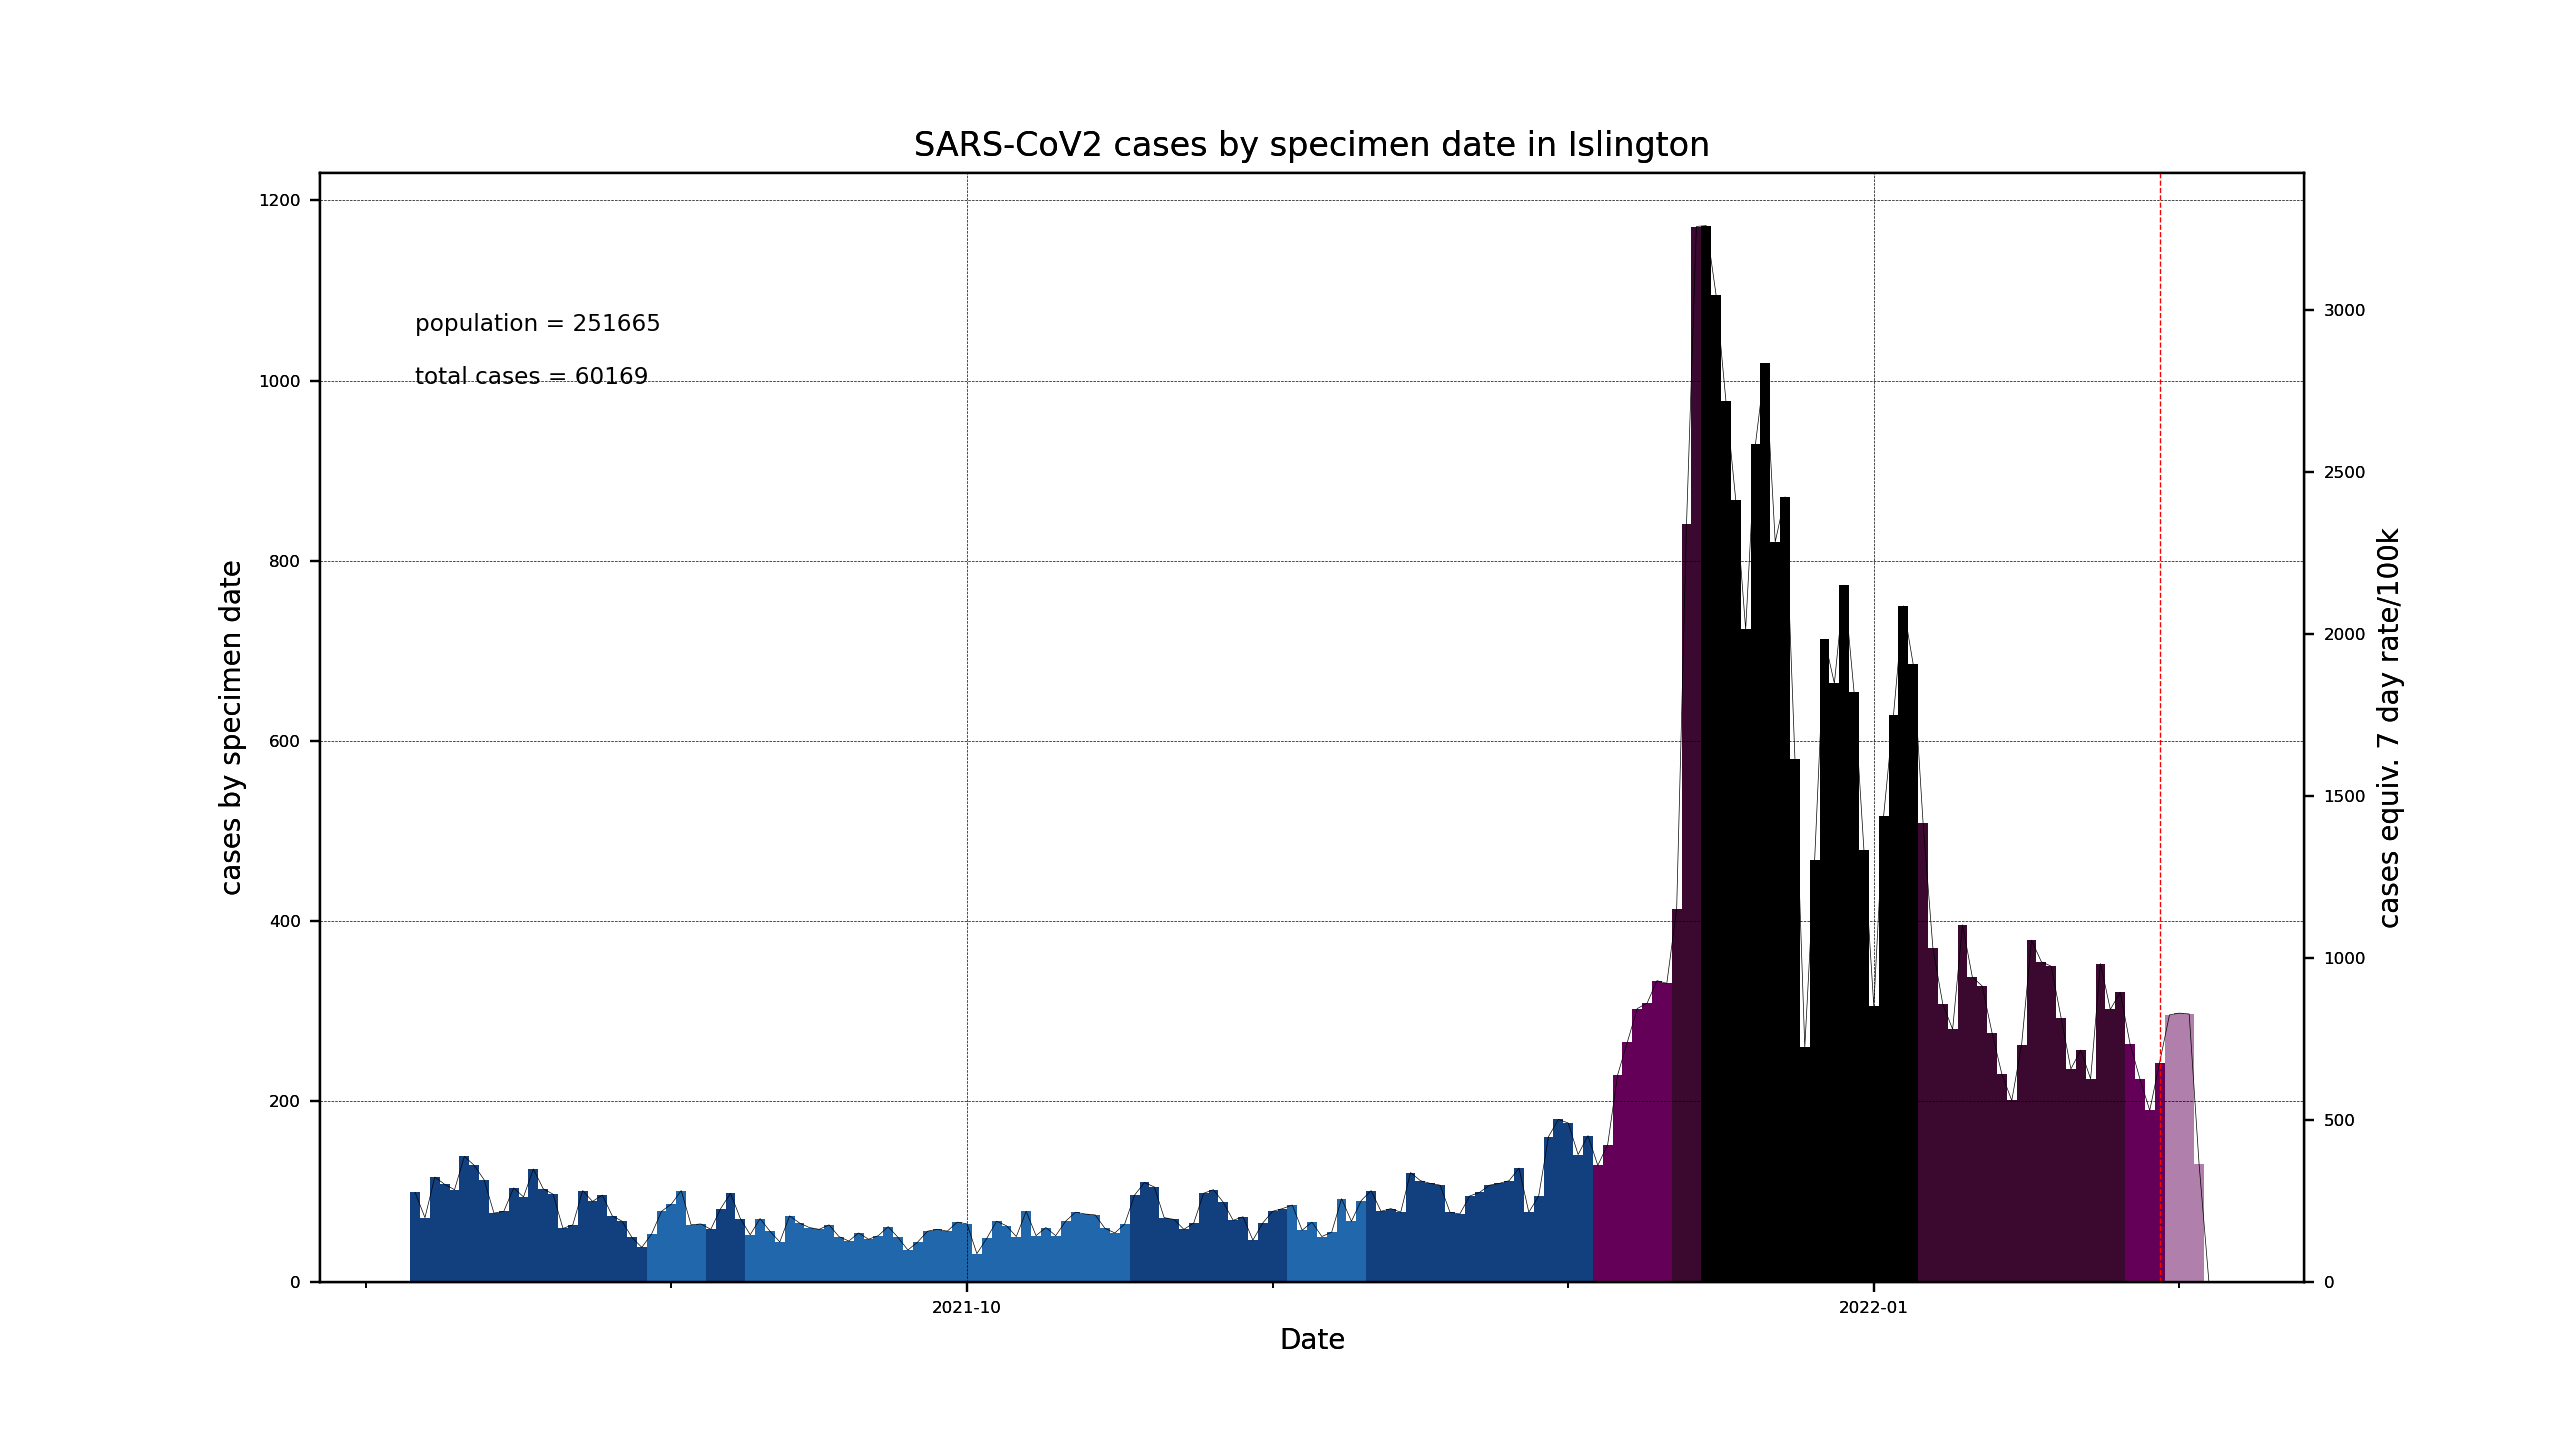 SARS-CoV2 cases by specimen date in Islington
population = 251665
total cases = 60169
cases by specimen date
1200
1000
800
600
400
200
0
3000
2500
2000
1500
1000
500
0
cases equiv. 7 day rate/100k
2021-10
2022-01
Date